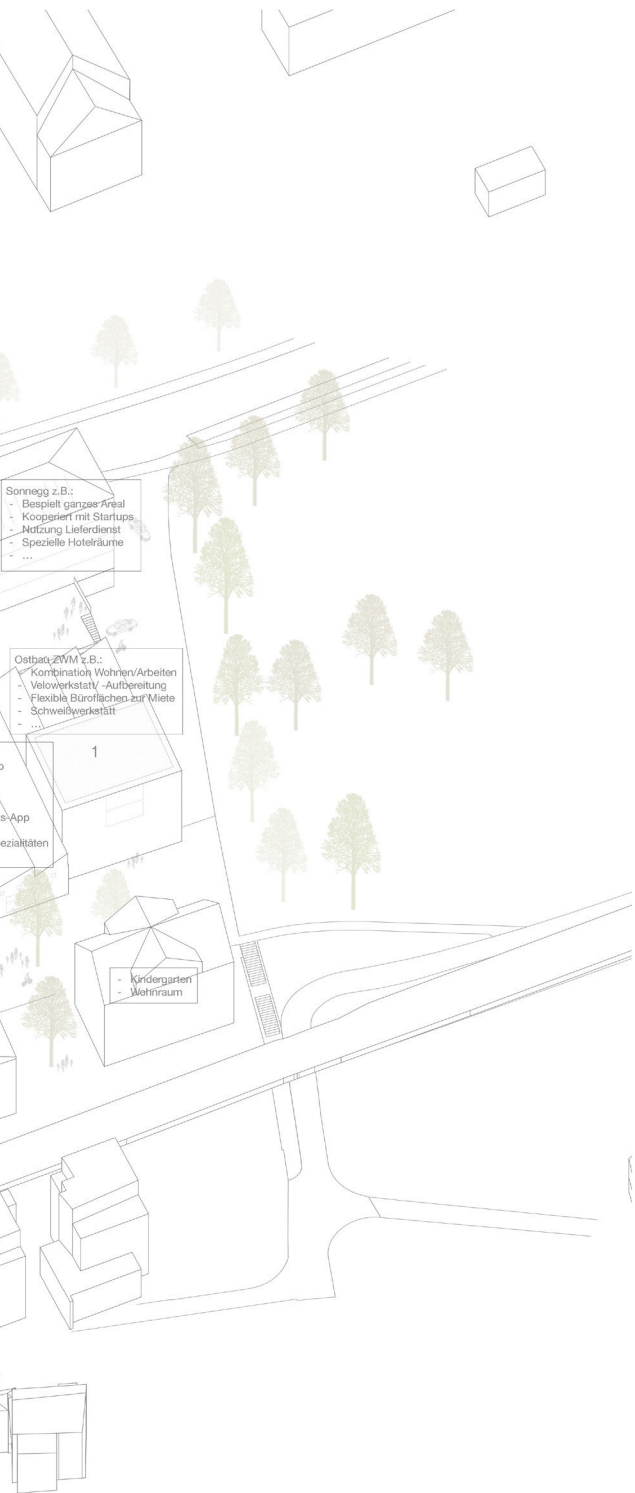 Sonnegg z.B.:
- Bespielt ganzes Areal
- Kooperiert mit Startups
- Nutzung Lieferdienst
- Spezielle Hotelräume
- ...
Ostbau ZWM z.B.:
- Kombination Wohnen/Arbeiten
- Velowerkstatt/ -Aufbereitung
- Flexible Büroflächen zur Miete
- Schweißwerkstatt
- ...
1
s-App
ezialitäten
- Kindergarten
- Wohnraum